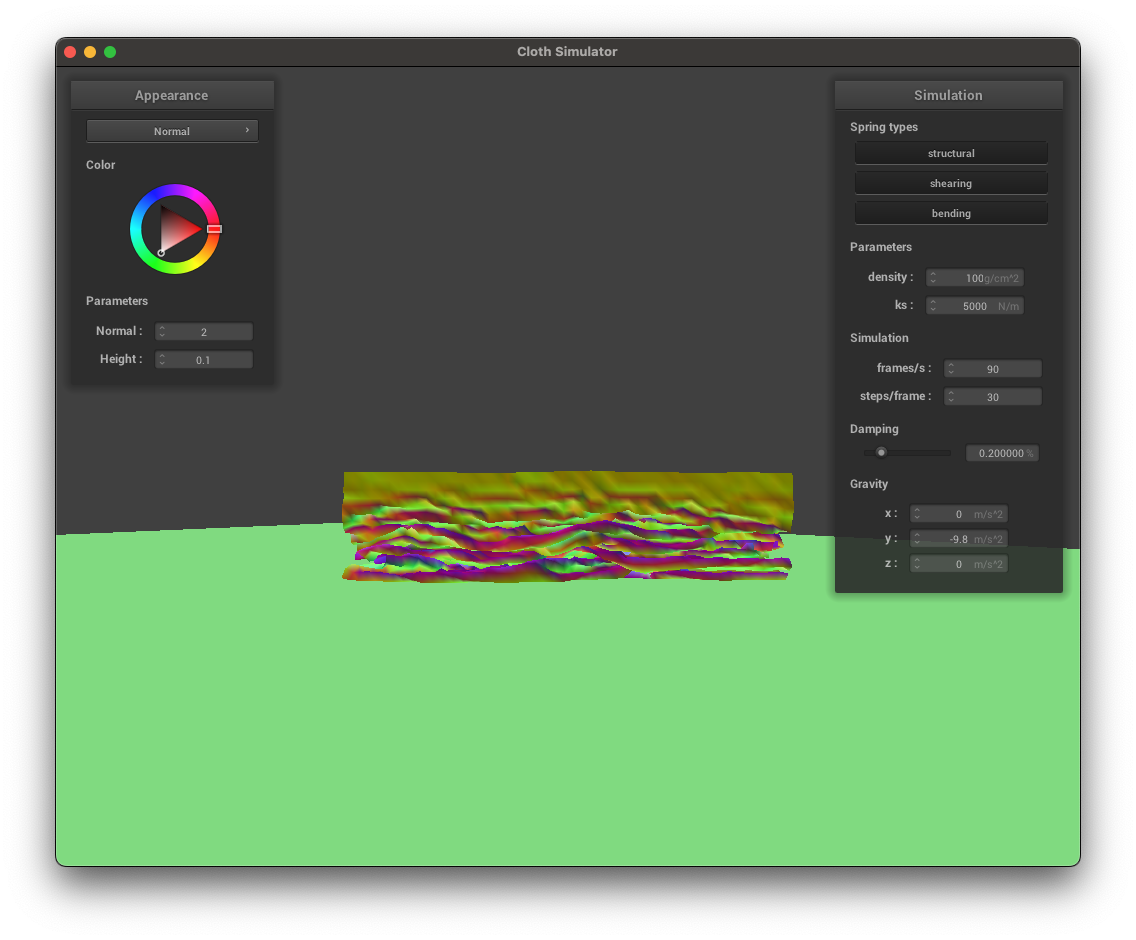 Cloth Simulator
Appearance
Normal
Color
Parameters
Normal : 2
Height : 0.1
Simulation
Spring types
structural
shearing
bending
Parameters
density : 100g/cm^2
ks : 5000 N/m
Simulation
frames/s : 90
steps/frame : 30
Damping
0.200000 %
Gravity
x : 0 m/s^2
y : -9.8 m/s^2
z : 0 m/s^2